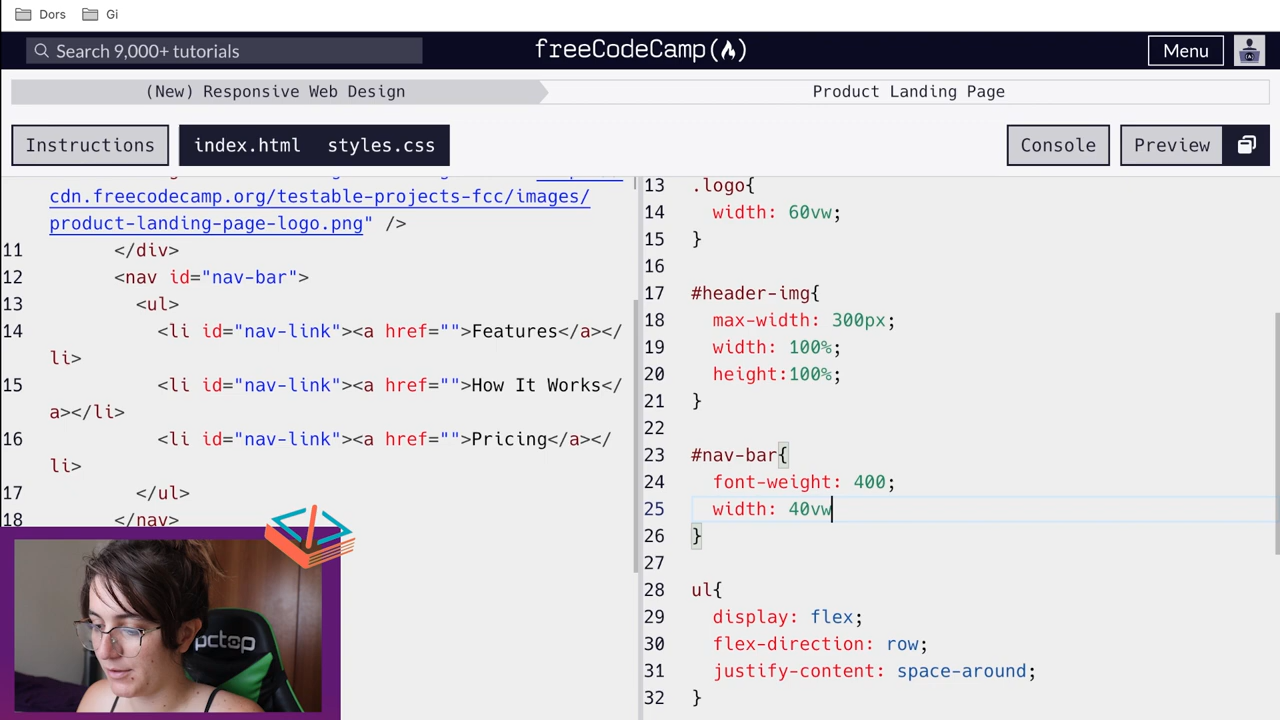 Dors Gi
Search 9,000+ tutorials freeCodeCamp Menu
(New) Responsive Web Design Product Landing Page
Instructions index.html styles.css Console Preview
cdn.freecodecamp.org/testable-projects-fcc/images/
product-landing-page-logo.png" />
11 </div>
12 <nav id="nav-bar">
13 <ul>
14 <li id="nav-link"><a href="">Features</a></
li>
15 <li id="nav-link"><a href="">How It Works</
a></li>
16 <li id="nav-link"><a href="">Pricing</a></
li>
17 </ul>
18 </nav>
13 .logo{
14 width: 60vw;
15 }
16
17 #header-img{
18 max-width: 300px;
19 width: 100%;
20 height:100%;
21 }
22
23 #nav-bar{
24 font-weight: 400;
25 width: 40vw
26 }
27
28 ul{
29 display: flex;
30 flex-direction: row;
31 justify-content: space-around;
32 }
pctop